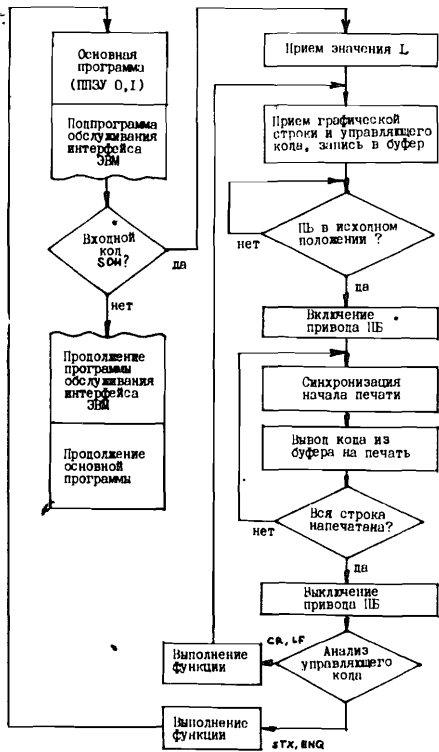 Основная
программа
(ППЗУ 0,I)
Подпрограмма
обслуживания
интерфейса
ЭВМ
Входной
код
SOH?
да
нет
Продолжение
программы
обслуживания
интерфейса
ЭВМ
Продолжение
основной
программы
Прием значения L
Прием графической
строки и управляющего
кода, запись в буфер
ПБ в исходном
положении ?
нет
да
Включение
привода ПБ
Синхронизация
начала печати
Вывод кода из
буфера на печать
Вся строка
напечатана?
нет
да
Выключение
привода ПБ
Анализ
управляющего
кода
CR, LF
Выполнение
функции
Выполнение
функции
STX, ENQ